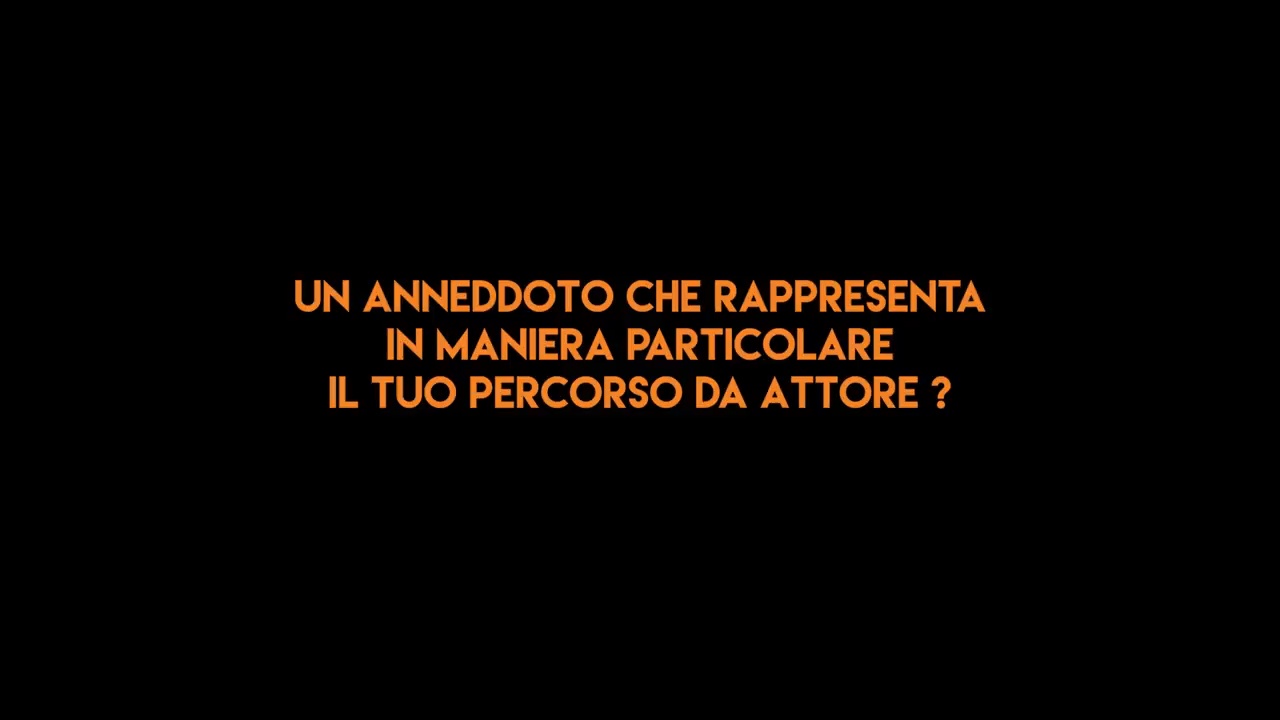 UN ANNEDDOTO CHE RAPPRESENTA
IN MANIERA PARTICOLARE
IL TUO PERCORSO DA ATTORE ?